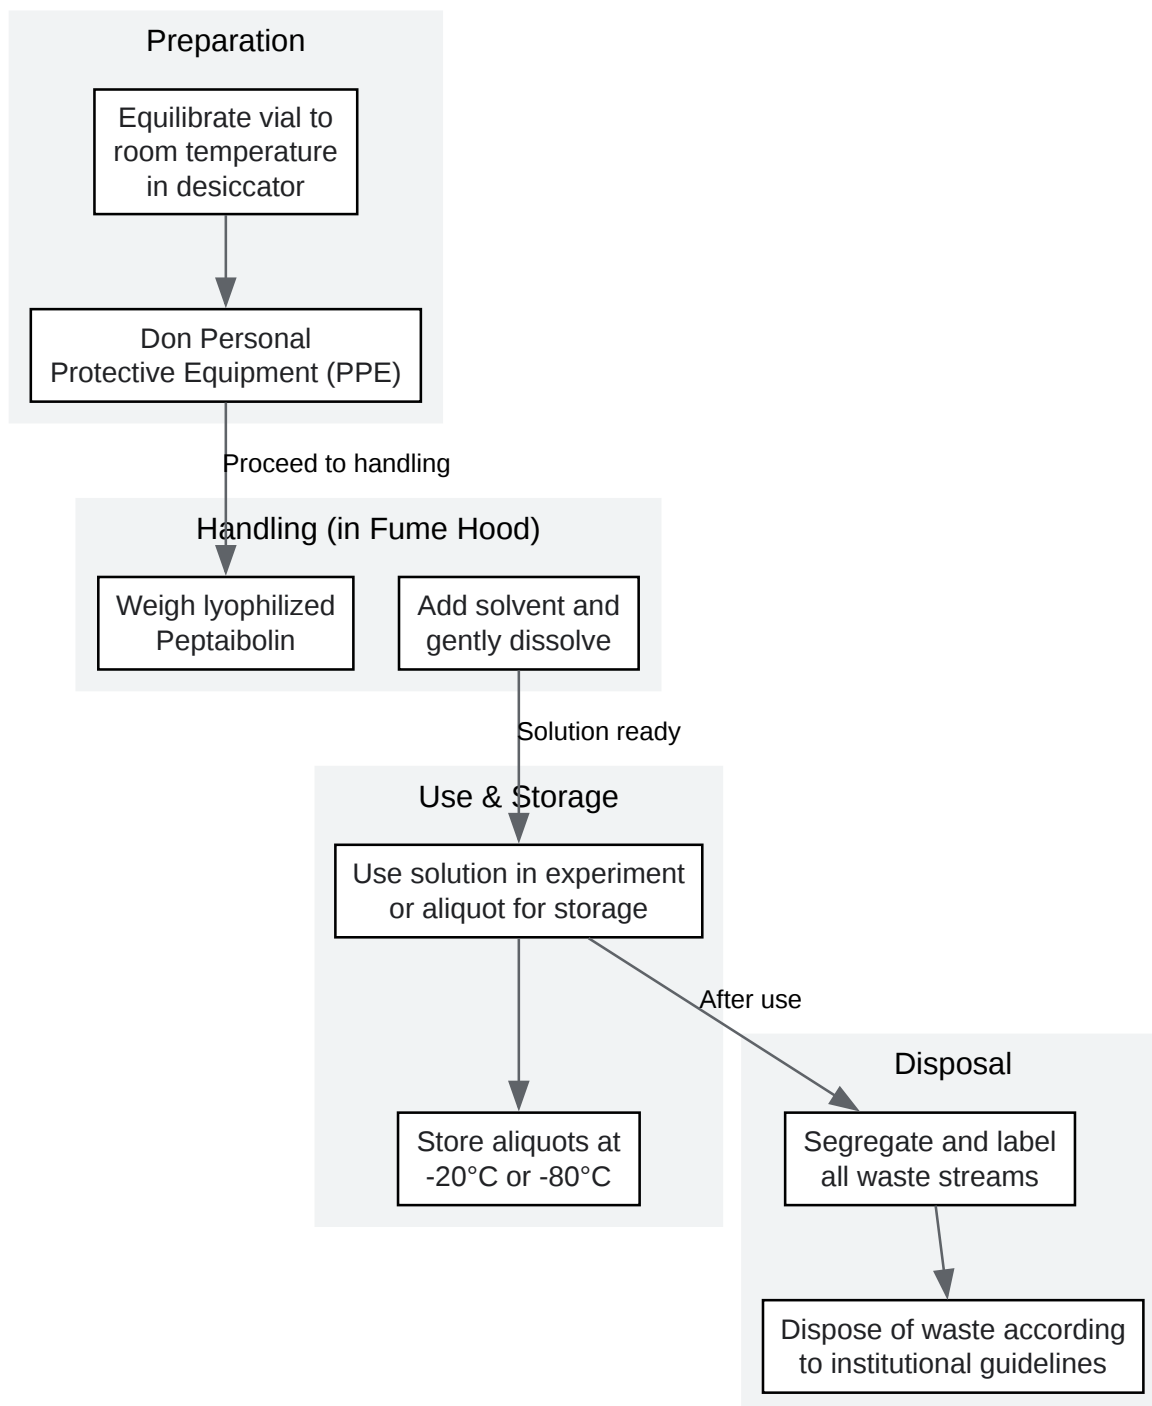 Preparation
Equilibrate vial to
room temperature
in desiccator
Don Personal
Protective Equipment (PPE)
Proceed to handling
Handling (in Fume Hood)
Weigh lyophilized
Peptaibolin
Add solvent and
gently dissolve
Solution ready
Use & Storage
Use solution in experiment
or aliquot for storage
After use
Store aliquots at
-20°C or -80°C
Disposal
Segregate and label
all waste streams
Dispose of waste according
to institutional guidelines